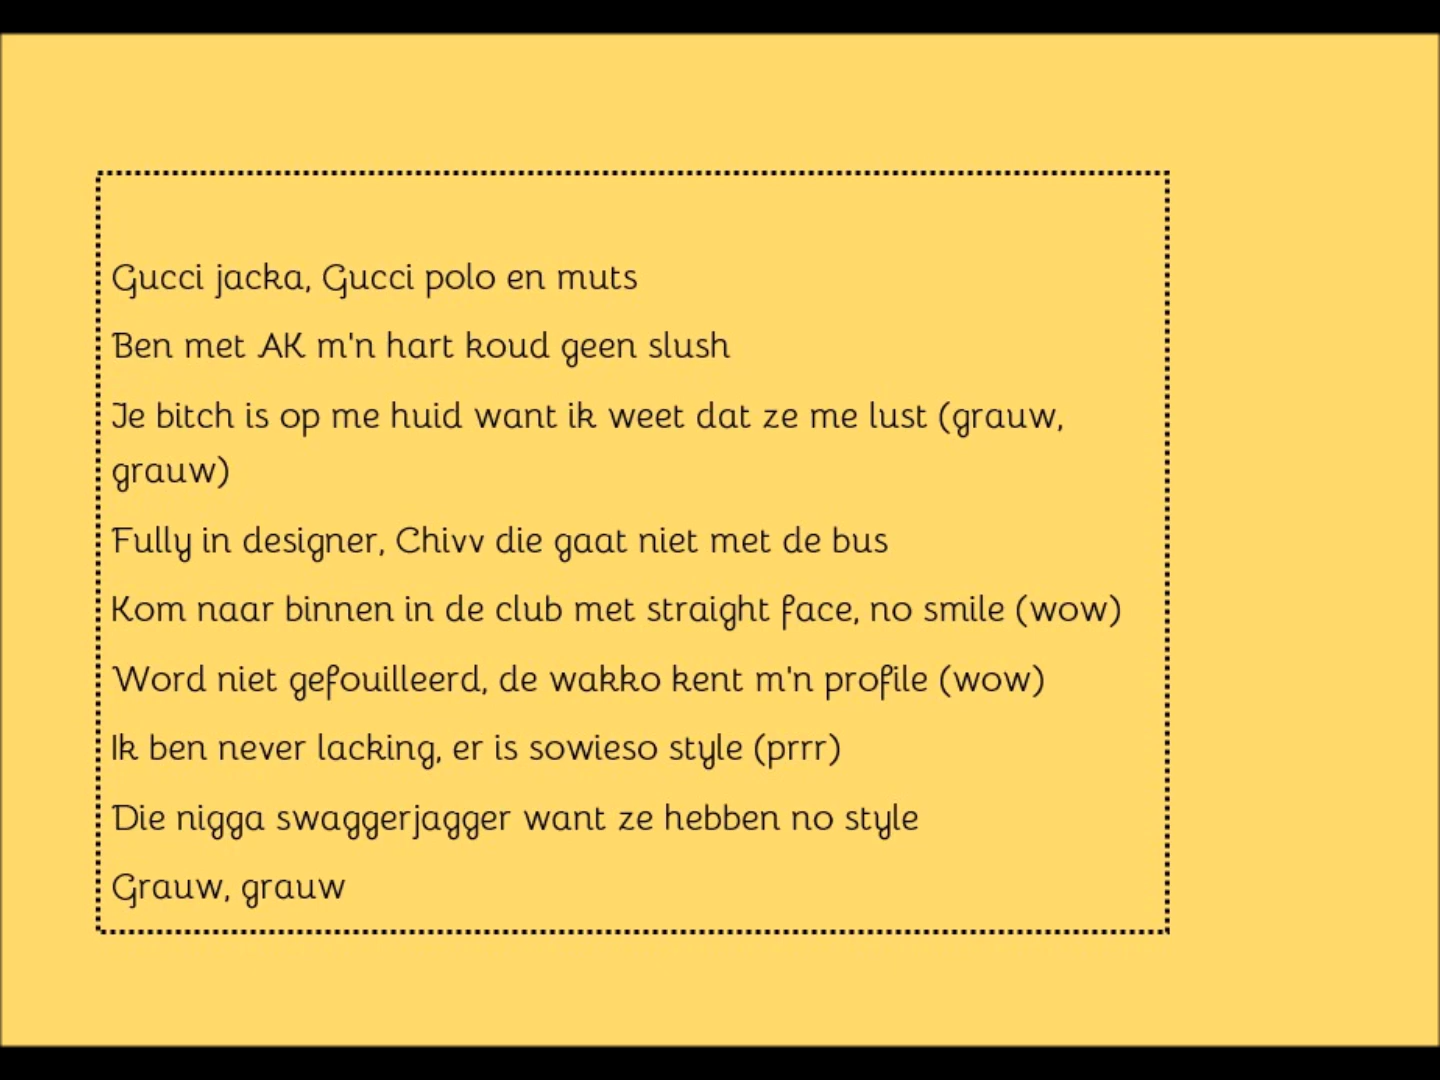 Gucci jacka, Gucci polo en muts
Ben met AK m'n hart koud geen slush
Je bitch is op me huid want ik weet dat ze me lust (grauw,
grauw)
Fully in designer, Chivv die gaat niet met de bus
Kom naar binnen in de club met straight face, no smile (wow)
Word niet gefouilleerd, de wakko kent m'n profile (wow)
Ik ben never lacking, er is sowieso style (prrr)
Die nigga swaggerjagger want ze hebben no style
Grauw, grauw